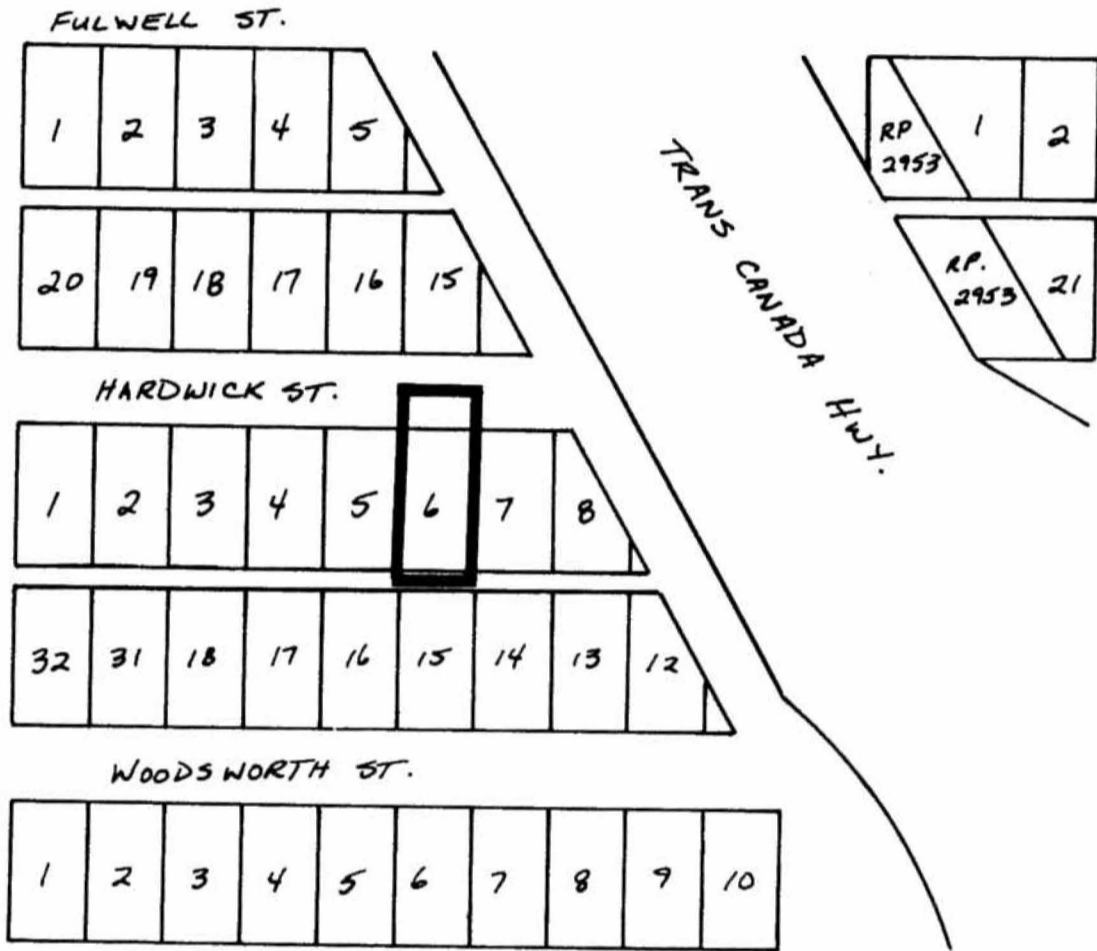 FULWELL ST.
1 2 3 4 5
RP 1 2
2953
20 19 18 17 16 15
RP. 21
2953
TRANS CANADA HWY.
HARDWICK ST.
1 2 3 4 5 6 7 8
32 31 18 17 16 15 14 13 12
WOODSWORTH ST.
1 2 3 4 5 6 7 8 9 10